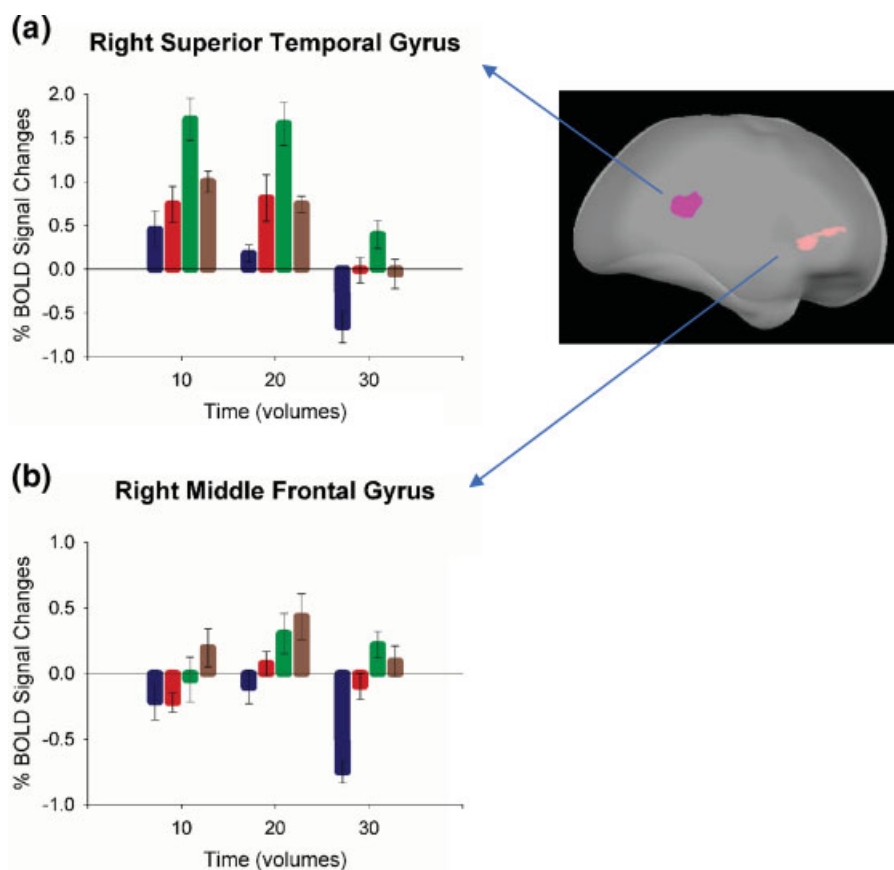 (a)
Right Superior Temporal Gyrus
% BOLD Signal Changes
2.0
1.5
1.0
0.5
0.0
-0.5
-1.0
10 20 30
Time (volumes)
(b)
Right Middle Frontal Gyrus
% BOLD Signal Changes
1.0
0.5
0.0
-0.5
-1.0
10 20 30
Time (volumes)